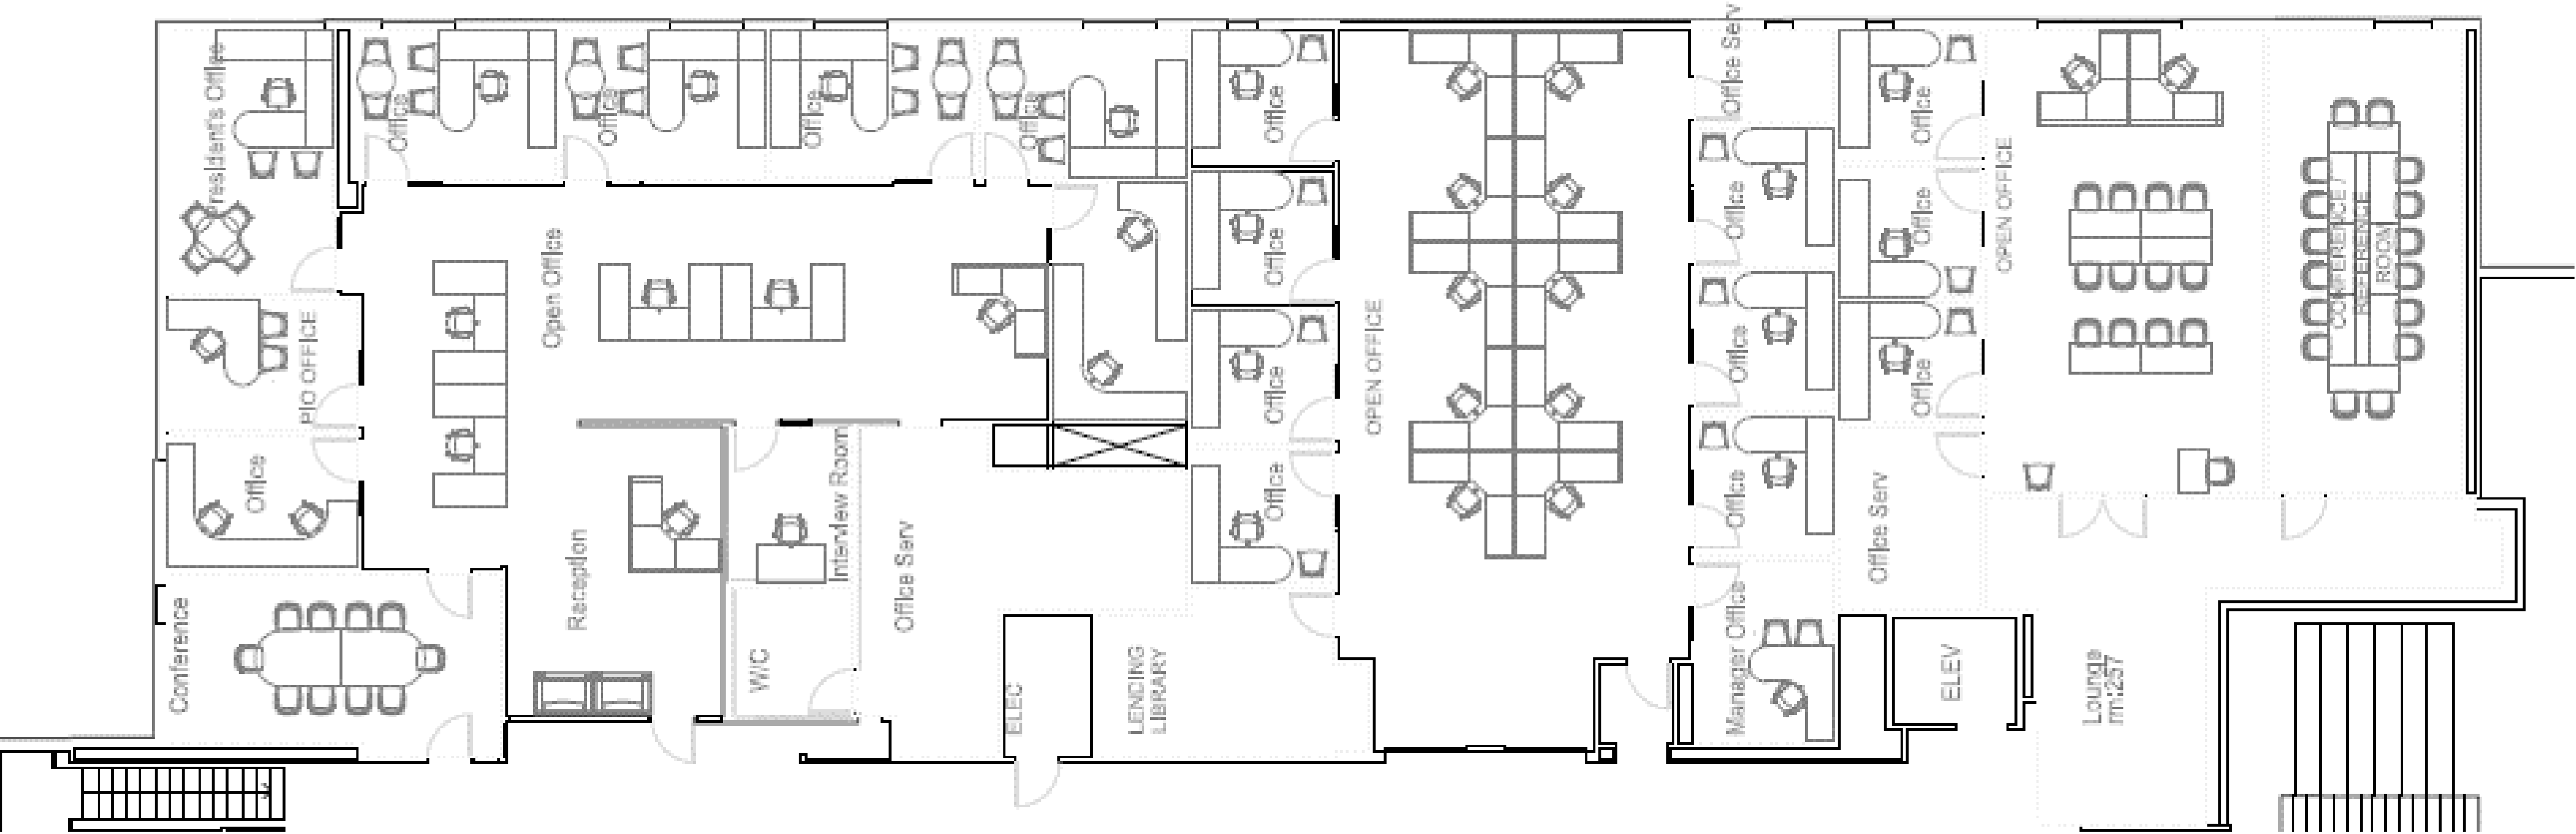 President's Office
Office
Office
Office
Office
Office
Office Serv
Office
Open Office
Office
Office
Office
OPEN OFFICE
CONFERENCE /
REFERENCE
ROOM
PIO OFFICE
OPEN OFFICE
Office
Office
Office
Office
Office
Office
Office
Interview Room
Reception
Office Serv
Office Serv
Conference
WC
ELEC
LENDING
LIBRARY
Manager Office
ELEV
Lounge
rm:257